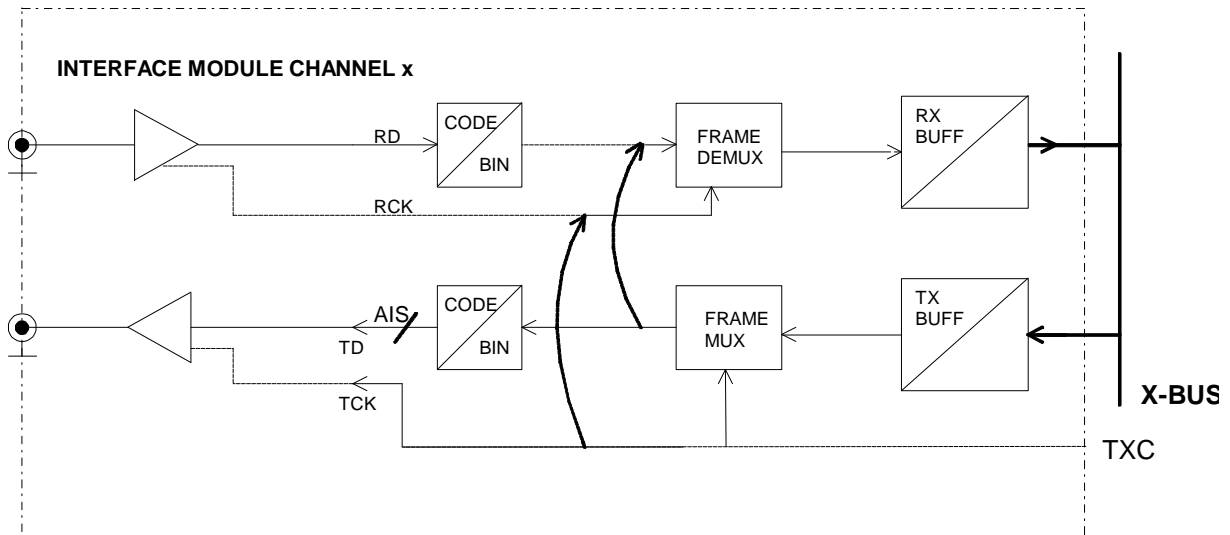 INTERFACE MODULE CHANNEL x
RD
CODE
BIN
FRAME
DEMUX
RX
BUFF
RCK
AIS
TD
CODE
BIN
FRAME
MUX
TX
BUFF
TCK
X-BUS
TXC